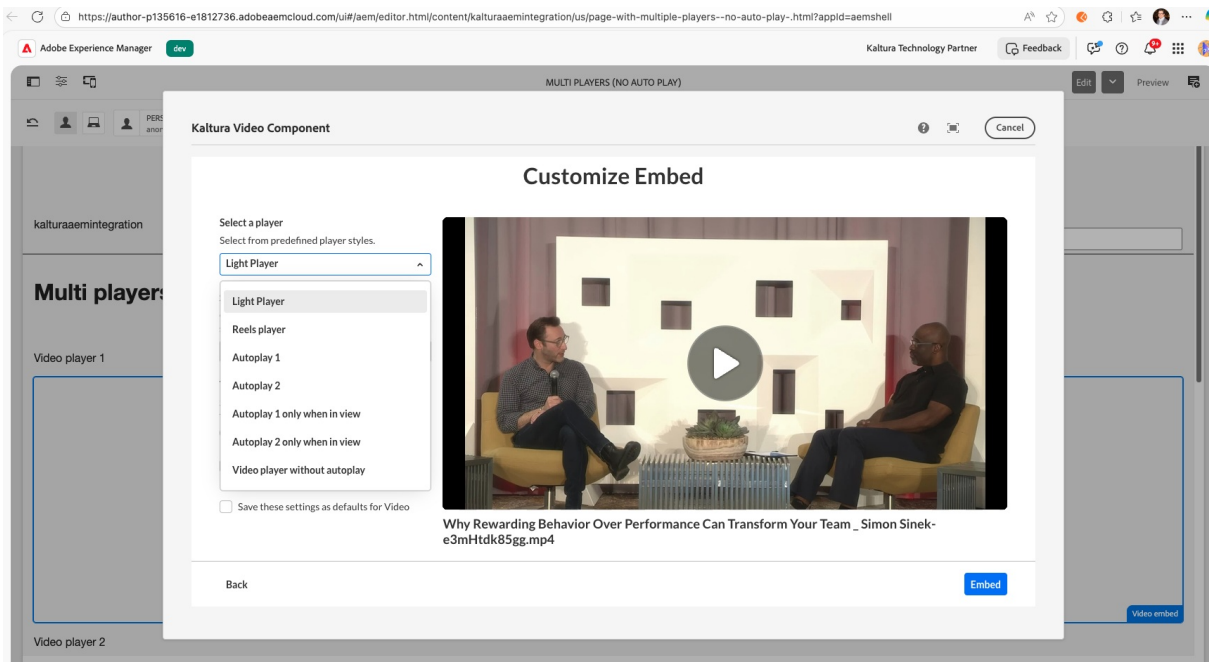 https://author-p135616-e1812736.adobeaemcloud.com/ui#/aem/editor.html/content/kalturaaemintegration/us/page-with-multiple-players--no-auto-play-.html?appId=aemshell
Adobe Experience Manager
dev
Kaltura Technology Partner
Feedback
9+
MULTI PLAYERS (NO AUTO PLAY)
Edit
Preview
PERS
anor
Kaltura Video Component
Cancel
Customize Embed
kalturaaemintegration
Select a player
Select from predefined player styles.
Light Player
Multi players
Light Player
Reels player
Video player 1
Autoplay 1
Autoplay 2
Autoplay 1 only when in view
Autoplay 2 only when in view
Video player without autoplay
Save these settings as defaults for Video
Why Rewarding Behavior Over Performance Can Transform Your Team _ Simon Sinek-
e3mHtdk85gg.mp4
Back
Embed
Video embed
Video player 2